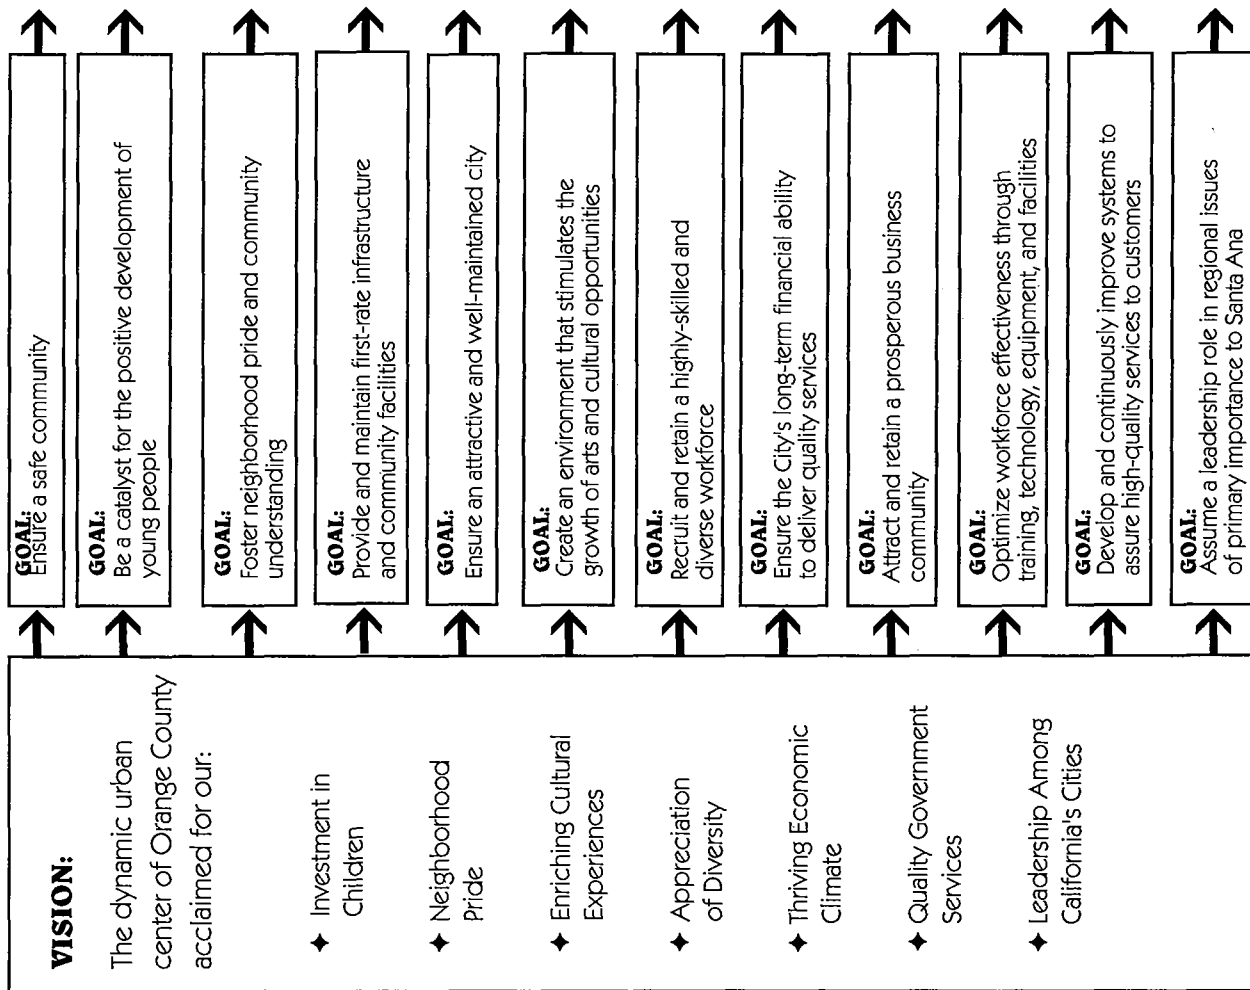 VISION:
The dynamic urban
center of Orange County
acclaimed for our:
✦ Investment in
Children
✦ Neighborhood
Pride
✦ Enriching Cultural
Experiences
✦ Appreciation
of Diversity
✦ Thriving Economic
Climate
✦ Quality Government
Services
✦ Leadership Among
California's Cities
GOAL:
Ensure a safe community
GOAL:
Be a catalyst for the positive development of
young people
GOAL:
Foster neighborhood pride and community
understanding
GOAL:
Provide and maintain first-rate infrastructure
and community facilities
GOAL:
Ensure an attractive and well-maintained city
GOAL:
Create an environment that stimulates the
growth of arts and cultural opportunities
GOAL:
Recruit and retain a highly-skilled and
diverse workforce
GOAL:
Ensure the City's long-term financial ability
to deliver quality services
GOAL:
Attract and retain a prosperous business
community
GOAL:
Optimize workforce effectiveness through
training, technology, equipment, and facilities
GOAL:
Develop and continuously improve systems to
assure high-quality services to customers
GOAL:
Assume a leadership role in regional issues
of primary importance to Santa Ana